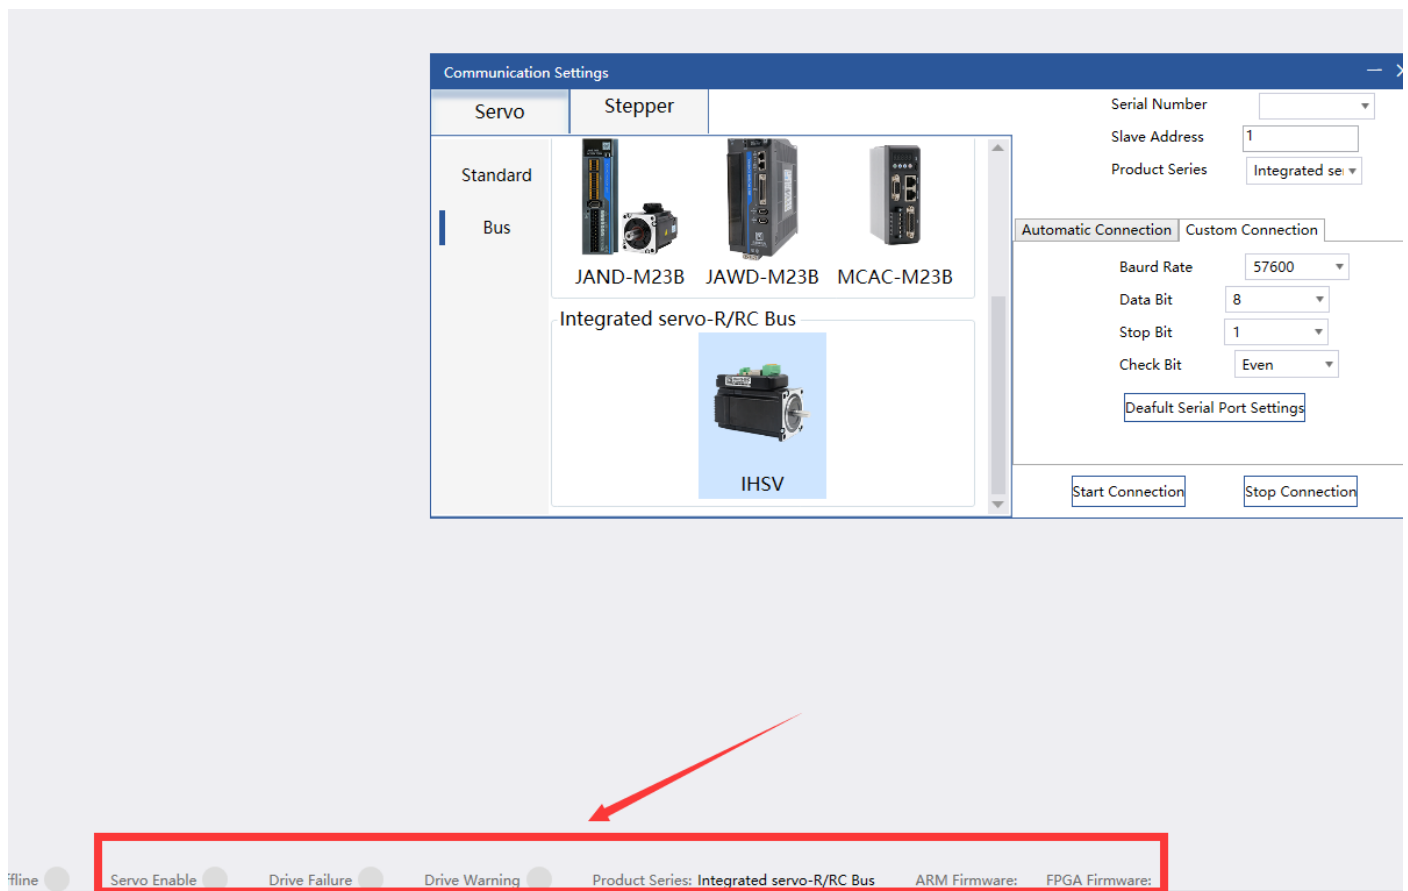 Communication Settings
Servo
Stepper
Standard
Bus
JAND-M23B
JAWD-M23B
MCAC-M23B
Integrated servo-R/RC Bus
IHSV
Serial Number
Slave Address 1
Product Series Integrated se
Automatic Connection
Custom Connection
Baurd Rate 57600
Data Bit 8
Stop Bit 1
Check Bit Even
Deafult Serial Port Settings
Start Connection
Stop Connection
ffline
Servo Enable
Drive Failure
Drive Warning
Product Series: Integrated servo-R/RC Bus
ARM Firmware:
FPGA Firmware: